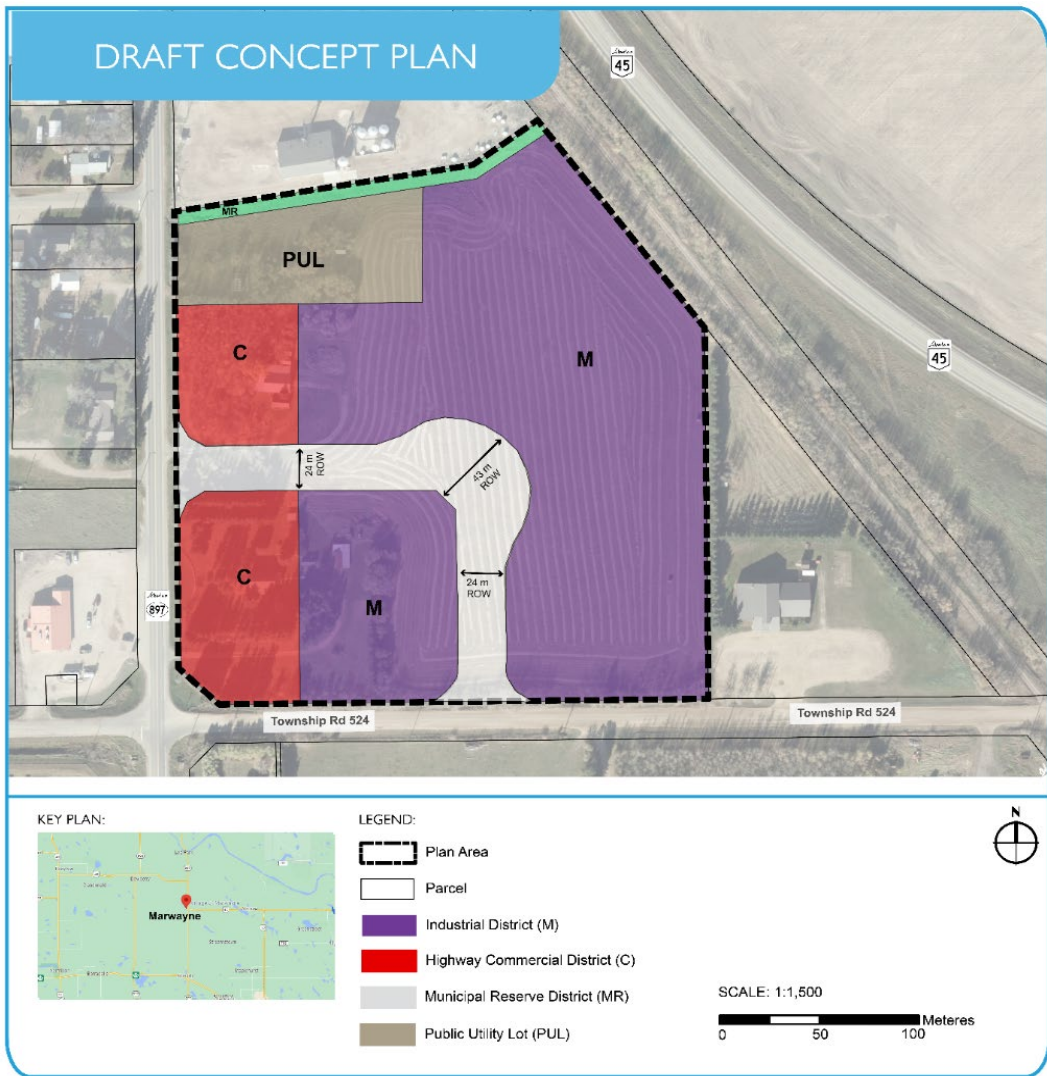 DRAFT CONCEPT PLAN
45
MR
PUL
C
M
45
24 m
ROW
43 m
ROW
C
24 m
ROW
897
M
Township Rd 524
Township Rd 524
KEY PLAN:
Marwayne
LEGEND:
Plan Area
Parcel
Industrial District (M)
Highway Commercial District (C)
Municipal Reserve District (MR)
Public Utility Lot (PUL)
N
SCALE: 1:1,500
Meteres
0 50 100